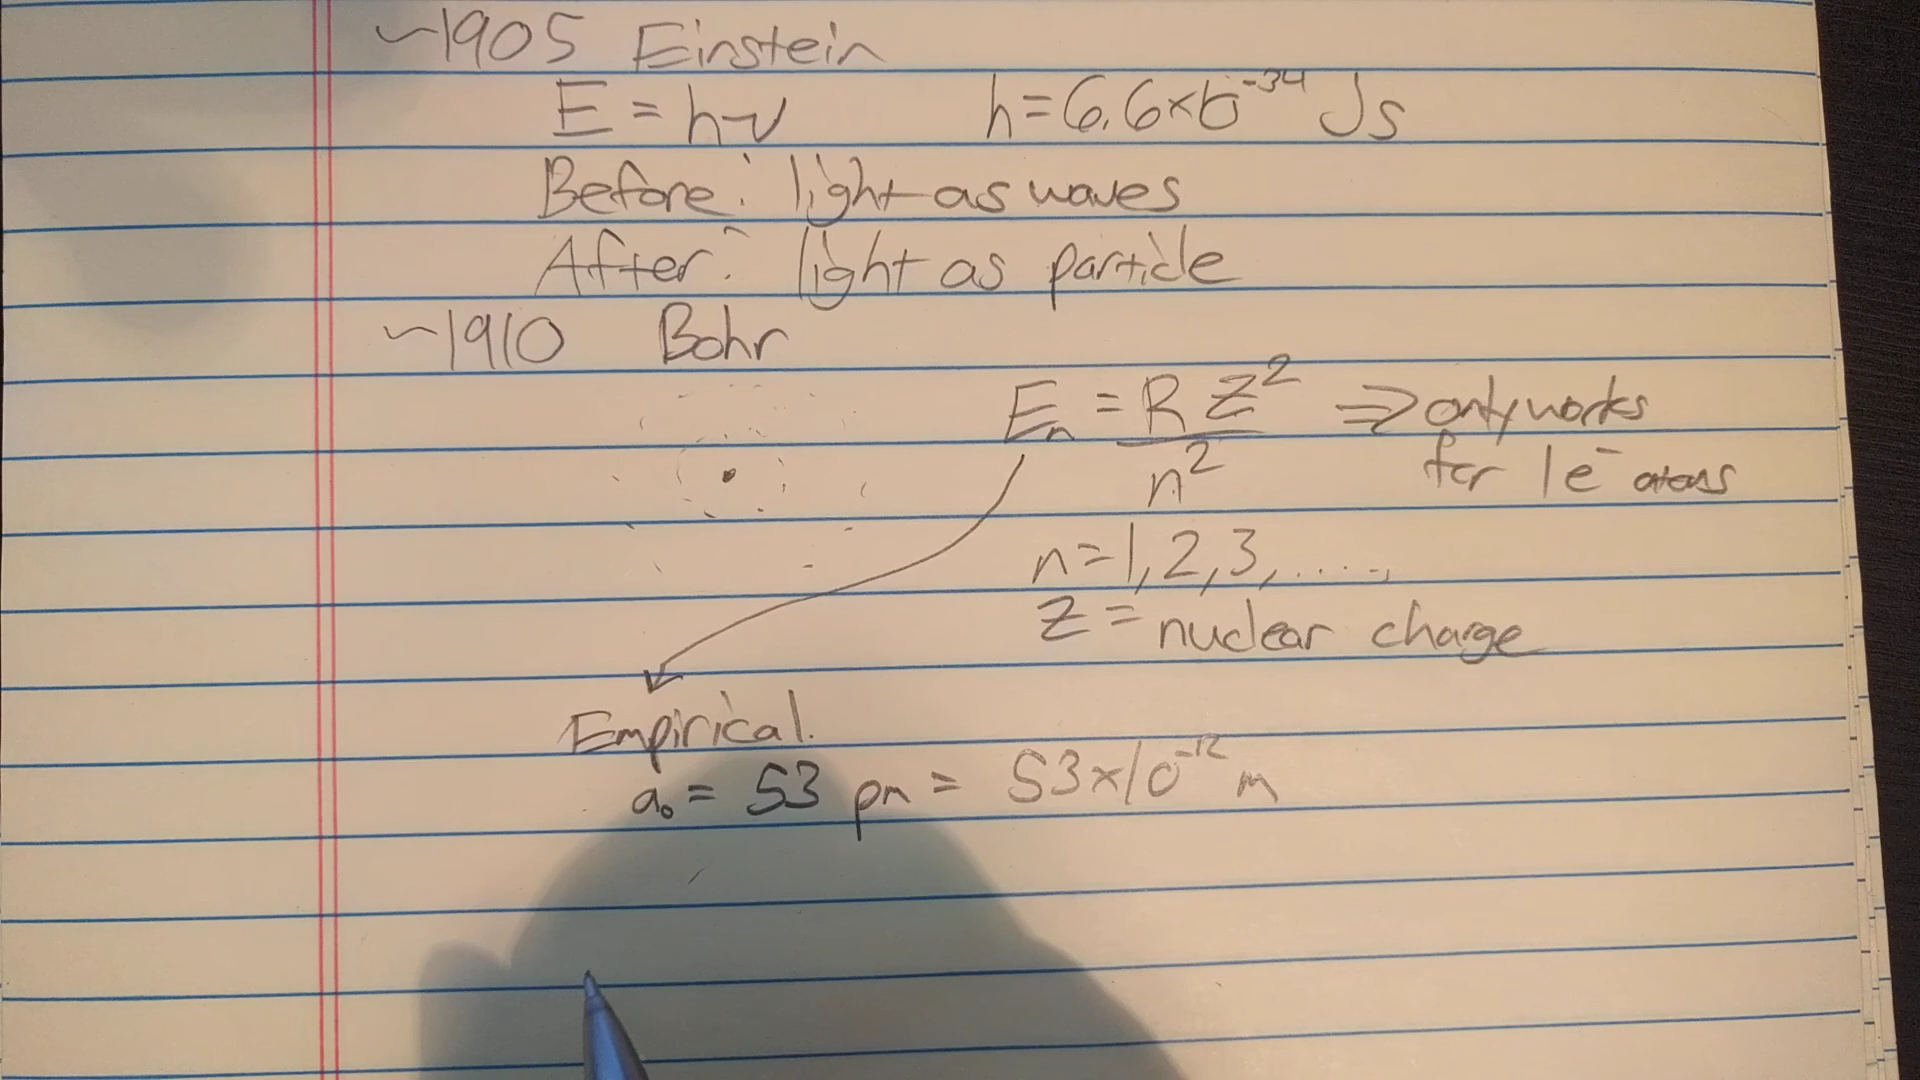 ~1905 Einstein
E = hν h=6.6×10⁻³⁴ Js
Before: light as waves
After: light as particle
~1910 Bohr
Eₙ = R Z² ⇒ only works
n² for 1e⁻ atoms
n=1,2,3,.....,
Z = nuclear charge
Empirical.
a₀ = 53 pm = 53×10⁻¹² m